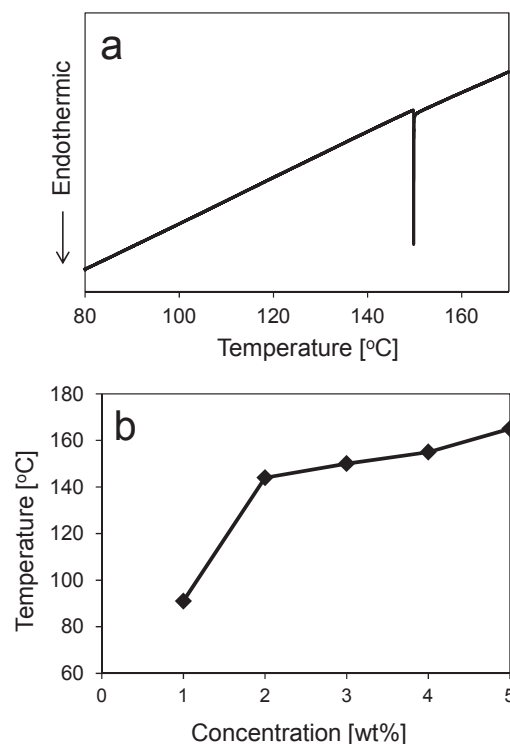 a
← Endothermic
80 100 120 140 160
Temperature [°C]
b
180
160
140
120
100
80
60
Temperature [°C]
0 1 2 3 4 5
Concentration [wt%]